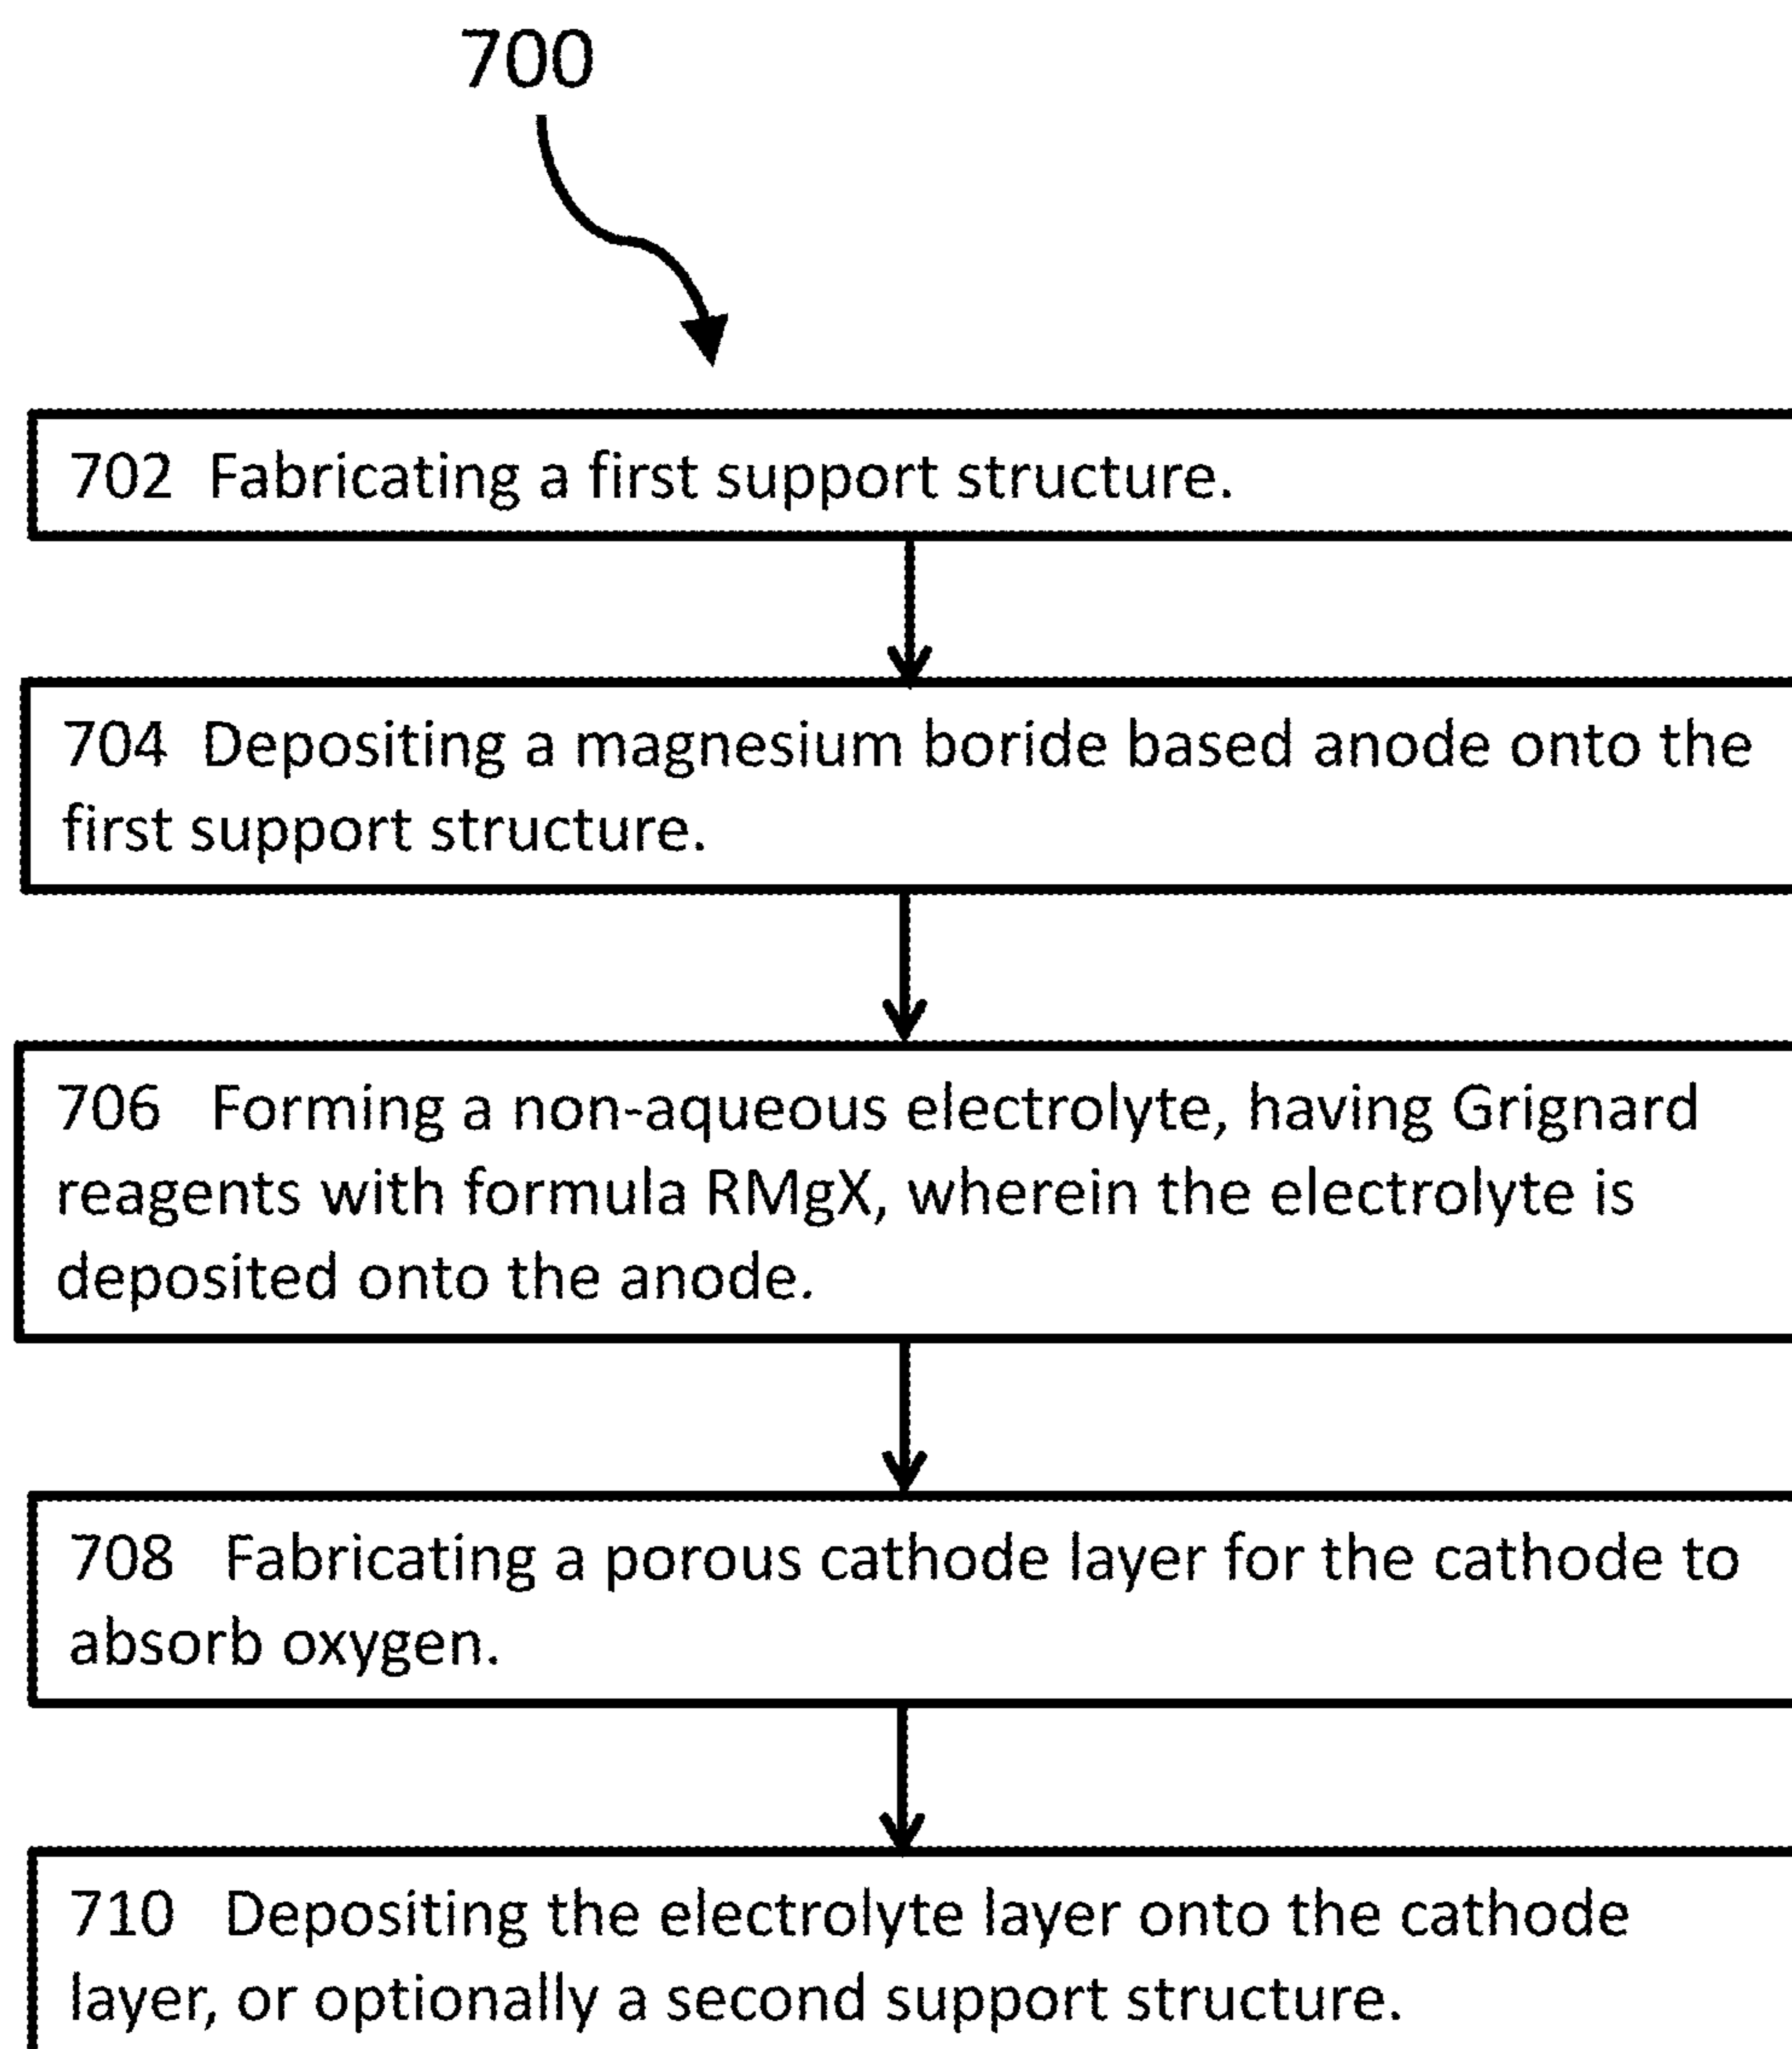 700
702 Fabricating a first support structure.
704 Depositing a magnesium boride based anode onto the
first support structure.
706 Forming a non-aqueous electrolyte, having Grignard
reagents with formula RMgX, wherein the electrolyte is
deposited onto the anode.
708 Fabricating a porous cathode layer for the cathode to
absorb oxygen.
710 Depositing the electrolyte layer onto the cathode
layer, or optionally a second support structure.